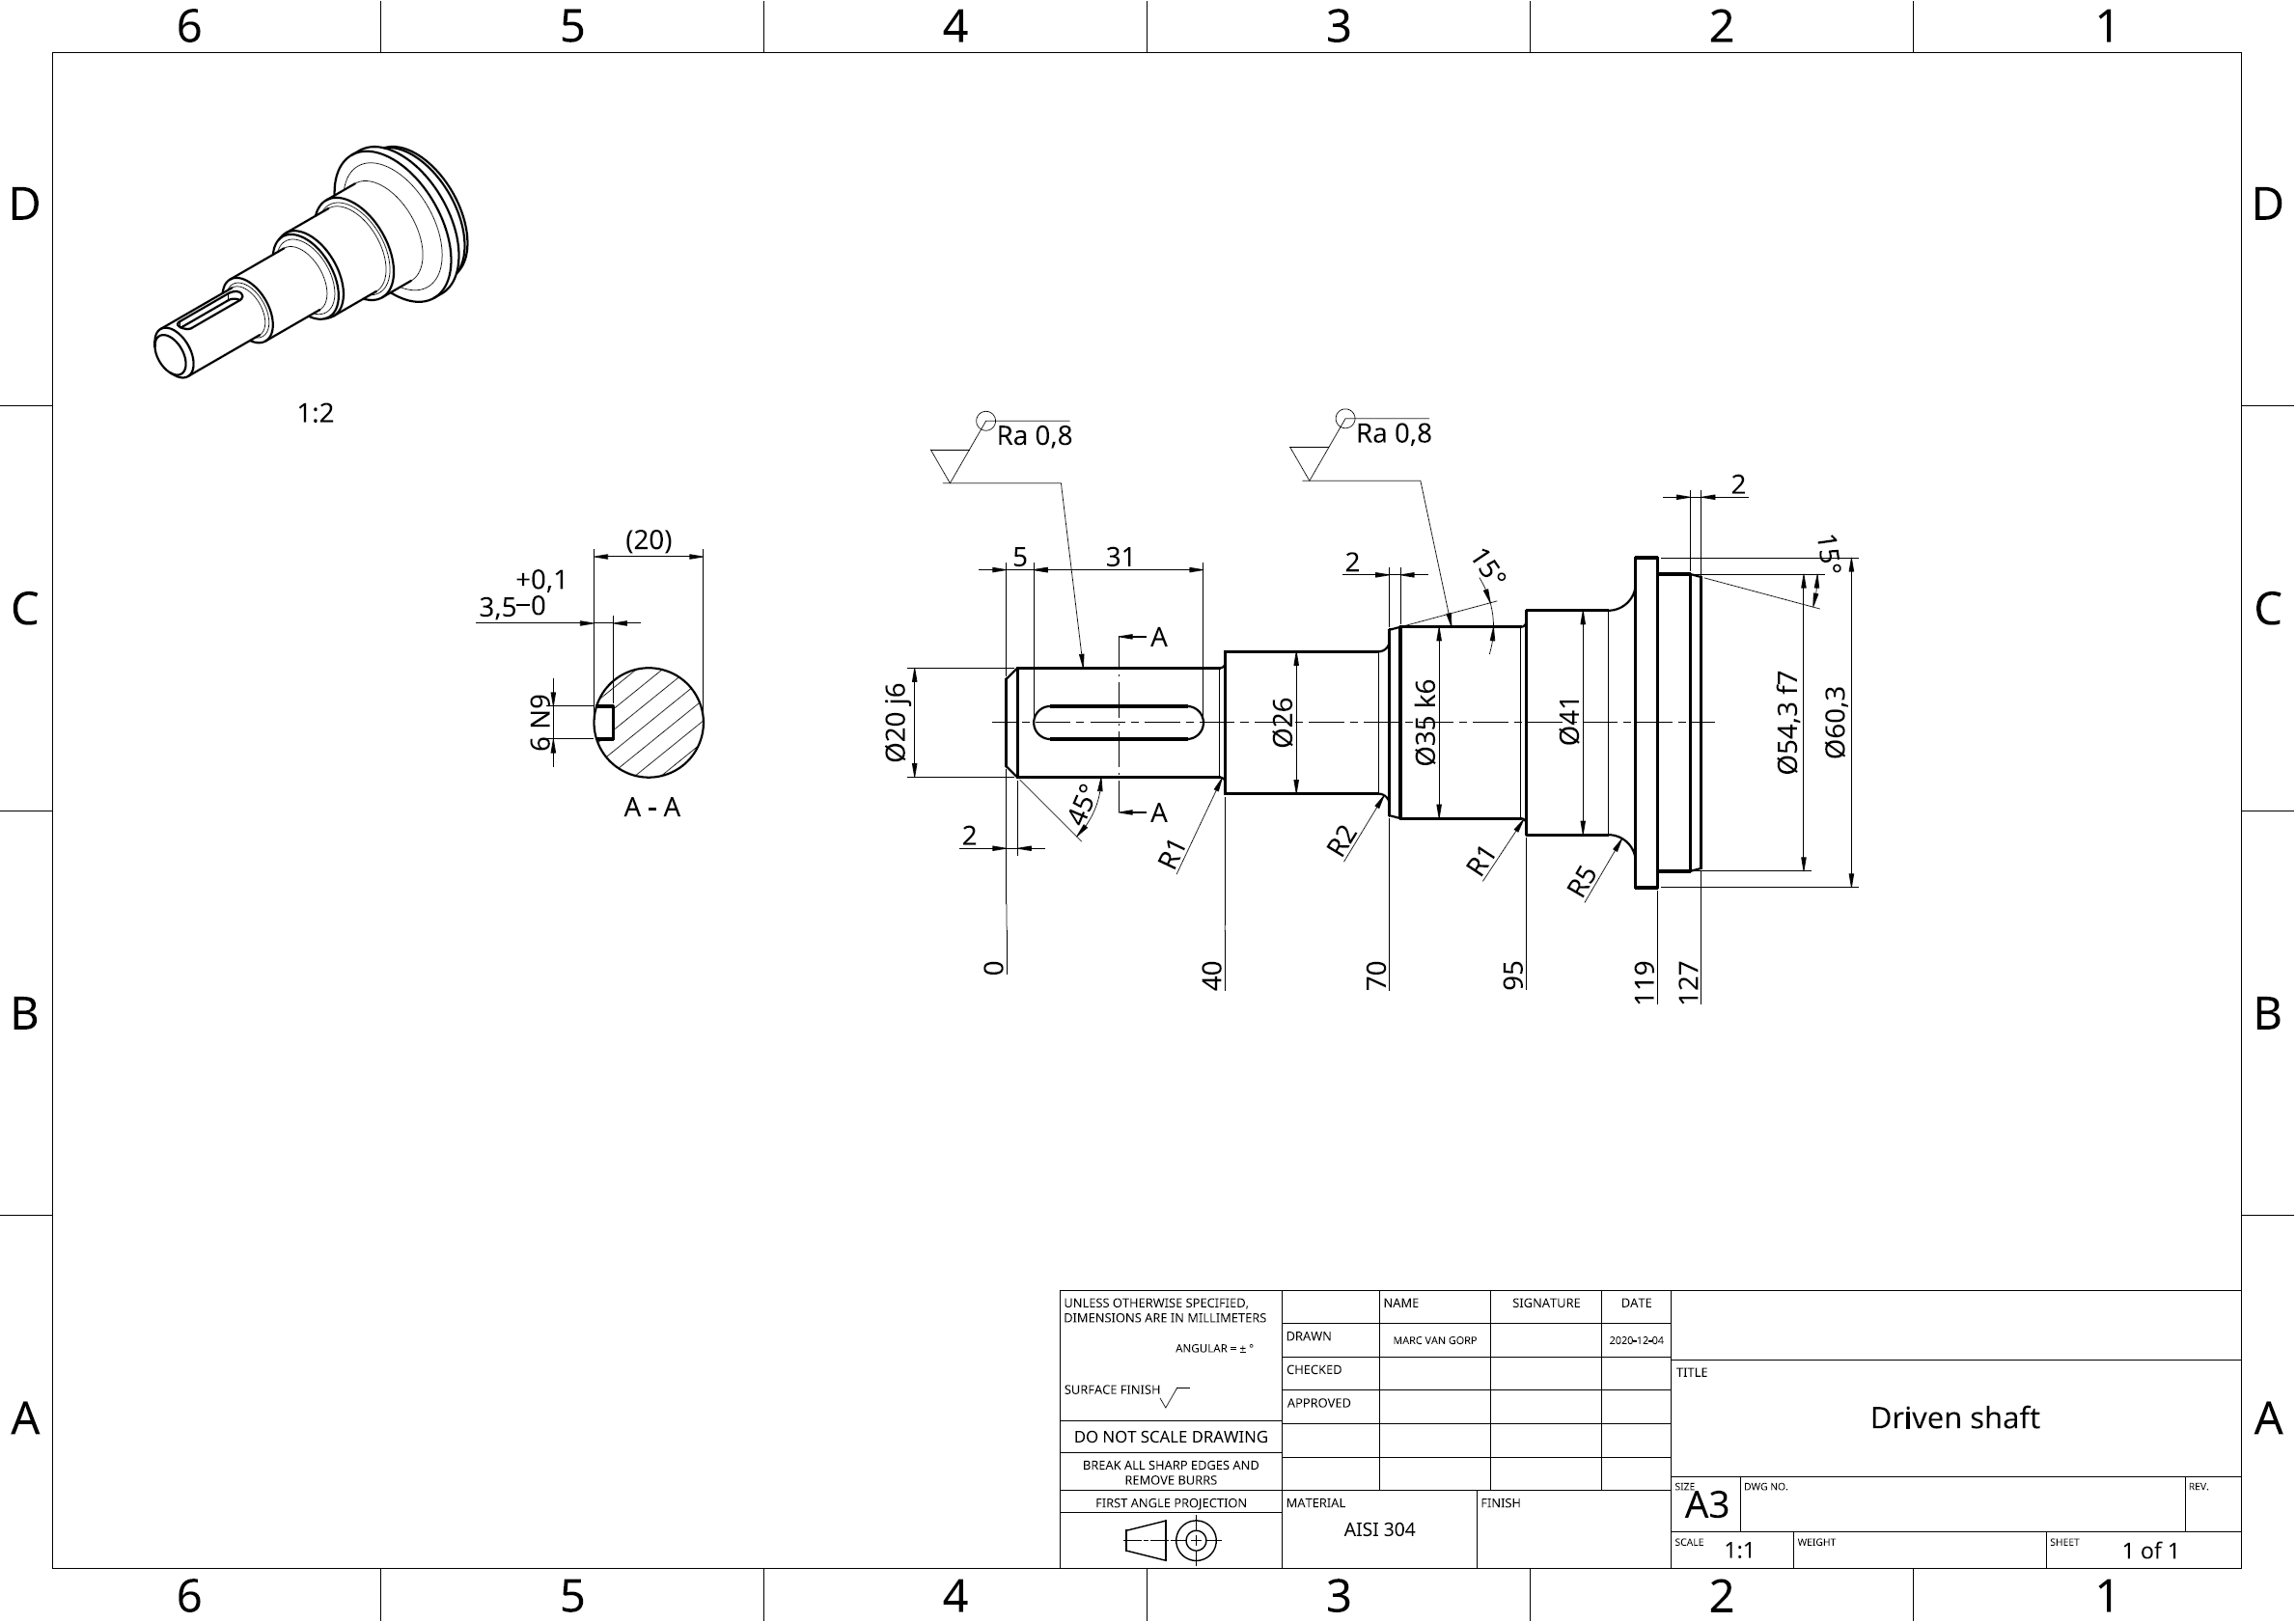 6 5 4 3 2 1
D D
1:2
Ra 0,8 Ra 0,8
2
(20)
5 31 2 15° 15°
+0,1
3,5 −0
C C
A
6 N9 Ø20 j6 Ø26 Ø35 k6 Ø41 Ø54,3 f7 Ø60,3
A - A
45° A
2 R1 R2 R1 R5
0 40 70 95 119 127
B B
UNLESS OTHERWISE SPECIFIED,
DIMENSIONS ARE IN MILLIMETERS
ANGULAR = ± °
SURFACE FINISH
DO NOT SCALE DRAWING
BREAK ALL SHARP EDGES AND
REMOVE BURRS
FIRST ANGLE PROJECTION
NAME SIGNATURE DATE
DRAWN MARC VAN GORP 2020-12-04
CHECKED
APPROVED
MATERIAL
AISI 304
FINISH
TITLE
Driven shaft
SIZE
A3
DWG NO.
REV.
SCALE 1:1
WEIGHT
SHEET 1 of 1
A A
6 5 4 3 2 1